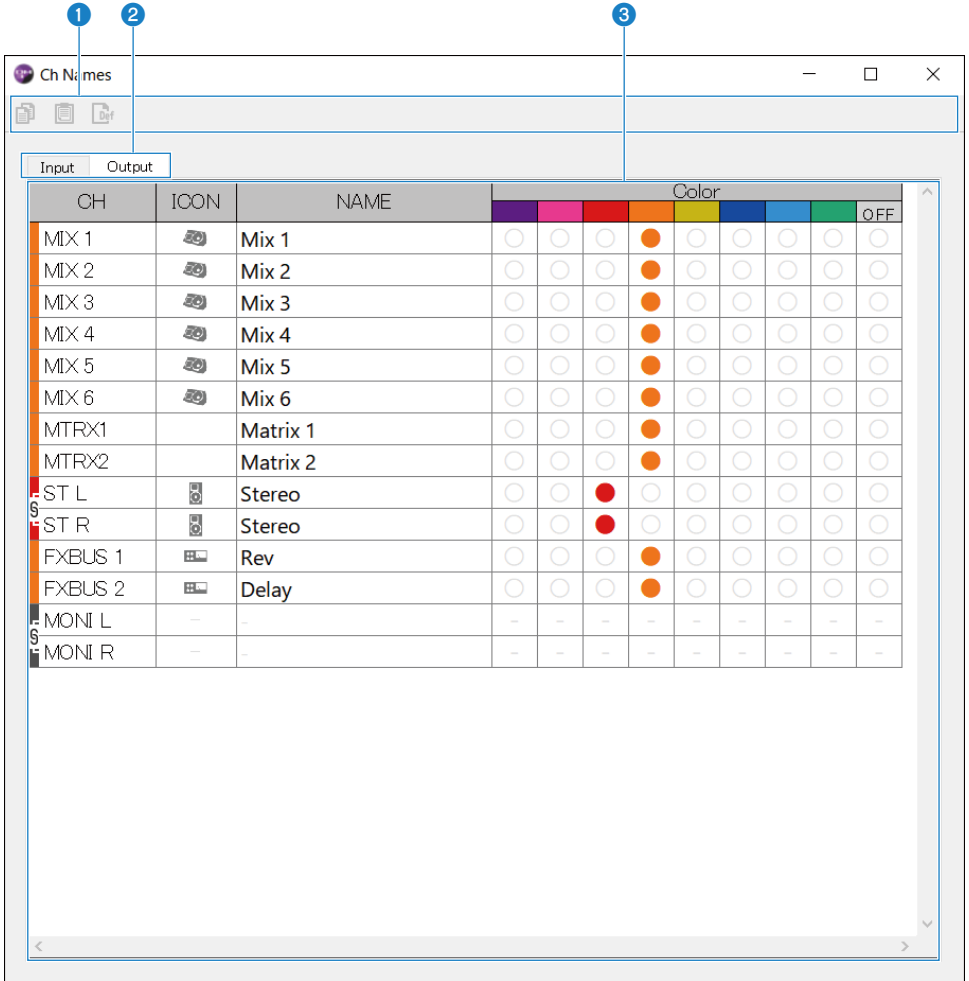 1 2 3
Ch Names
Def
Input Output
CH ICON NAME Color
OFF
MIX 1 Mix 1
MIX 2 Mix 2
MIX 3 Mix 3
MIX 4 Mix 4
MIX 5 Mix 5
MIX 6 Mix 6
MTRX1 Matrix 1
MTRX2 Matrix 2
ST L Stereo
ST R Stereo
FXBUS 1 Rev
FXBUS 2 Delay
MONI L - - - - - - - - - - -
MONI R - - - - - - - - - - -